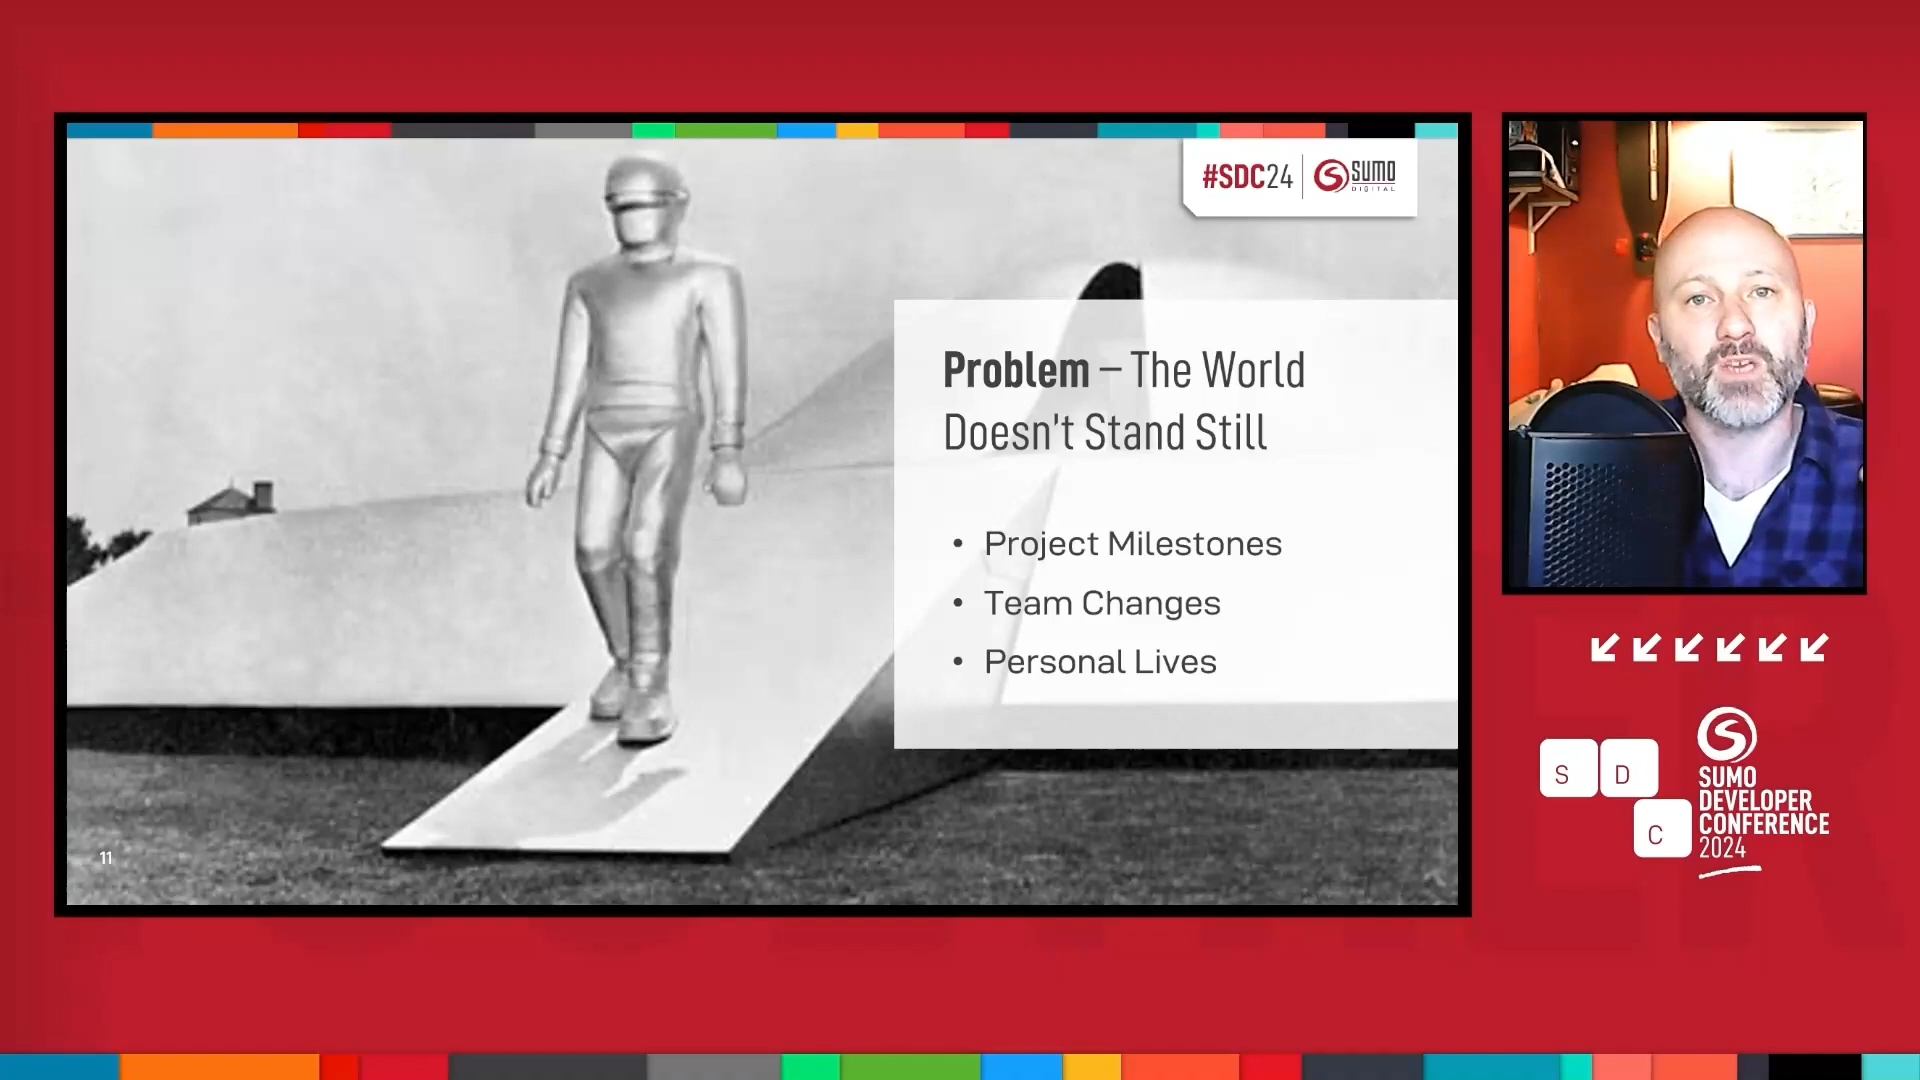 #SDC24
SUMO
DIGITAL
Problem – The World
Doesn't Stand Still
• Project Milestones
• Team Changes
• Personal Lives
11
S D
C
SUMO
DEVELOPER
CONFERENCE
2024